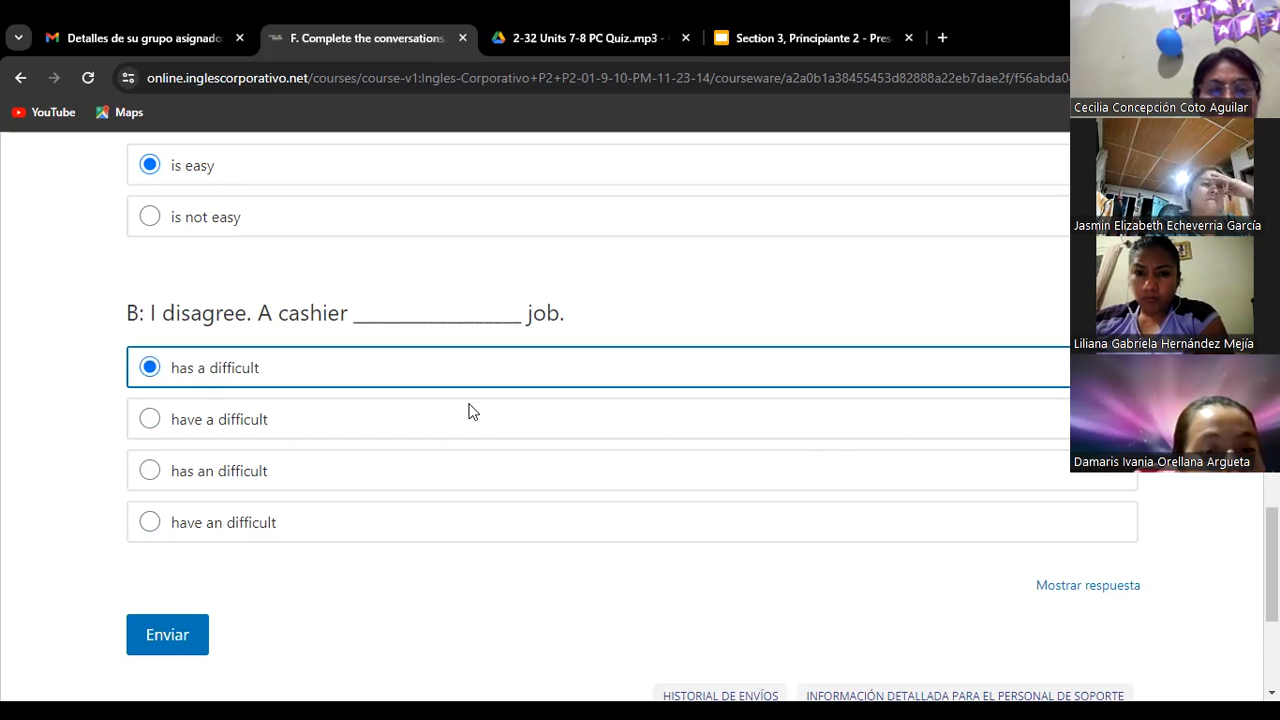 Detalles de su grupo asignado
F. Complete the conversations.
2-32 Units 7-8 PC Quiz..mp3 -
Section 3, Principiante 2 - Pres
online.inglescorporativo.net/courses/course-v1:Ingles-Corporativo+P2+P2-01-9-10-PM-11-23-14/courseware/a2a0b1a38455453d82888a22eb7dae2f/f56abda0
YouTube
Maps
is easy
is not easy
B: I disagree. A cashier _________________ job.
has a difficult
have a difficult
has an difficult
have an difficult
Mostrar respuesta
Enviar
HISTORIAL DE ENVÍOS
INFORMACIÓN DETALLADA PARA EL PERSONAL DE SOPORTE
Cecilia Concepción Coto Aguilar
Jasmin Elizabeth Echeverria García
Liliana Gabriela Hernández Mejía
Damaris Ivania Orellana Argueta